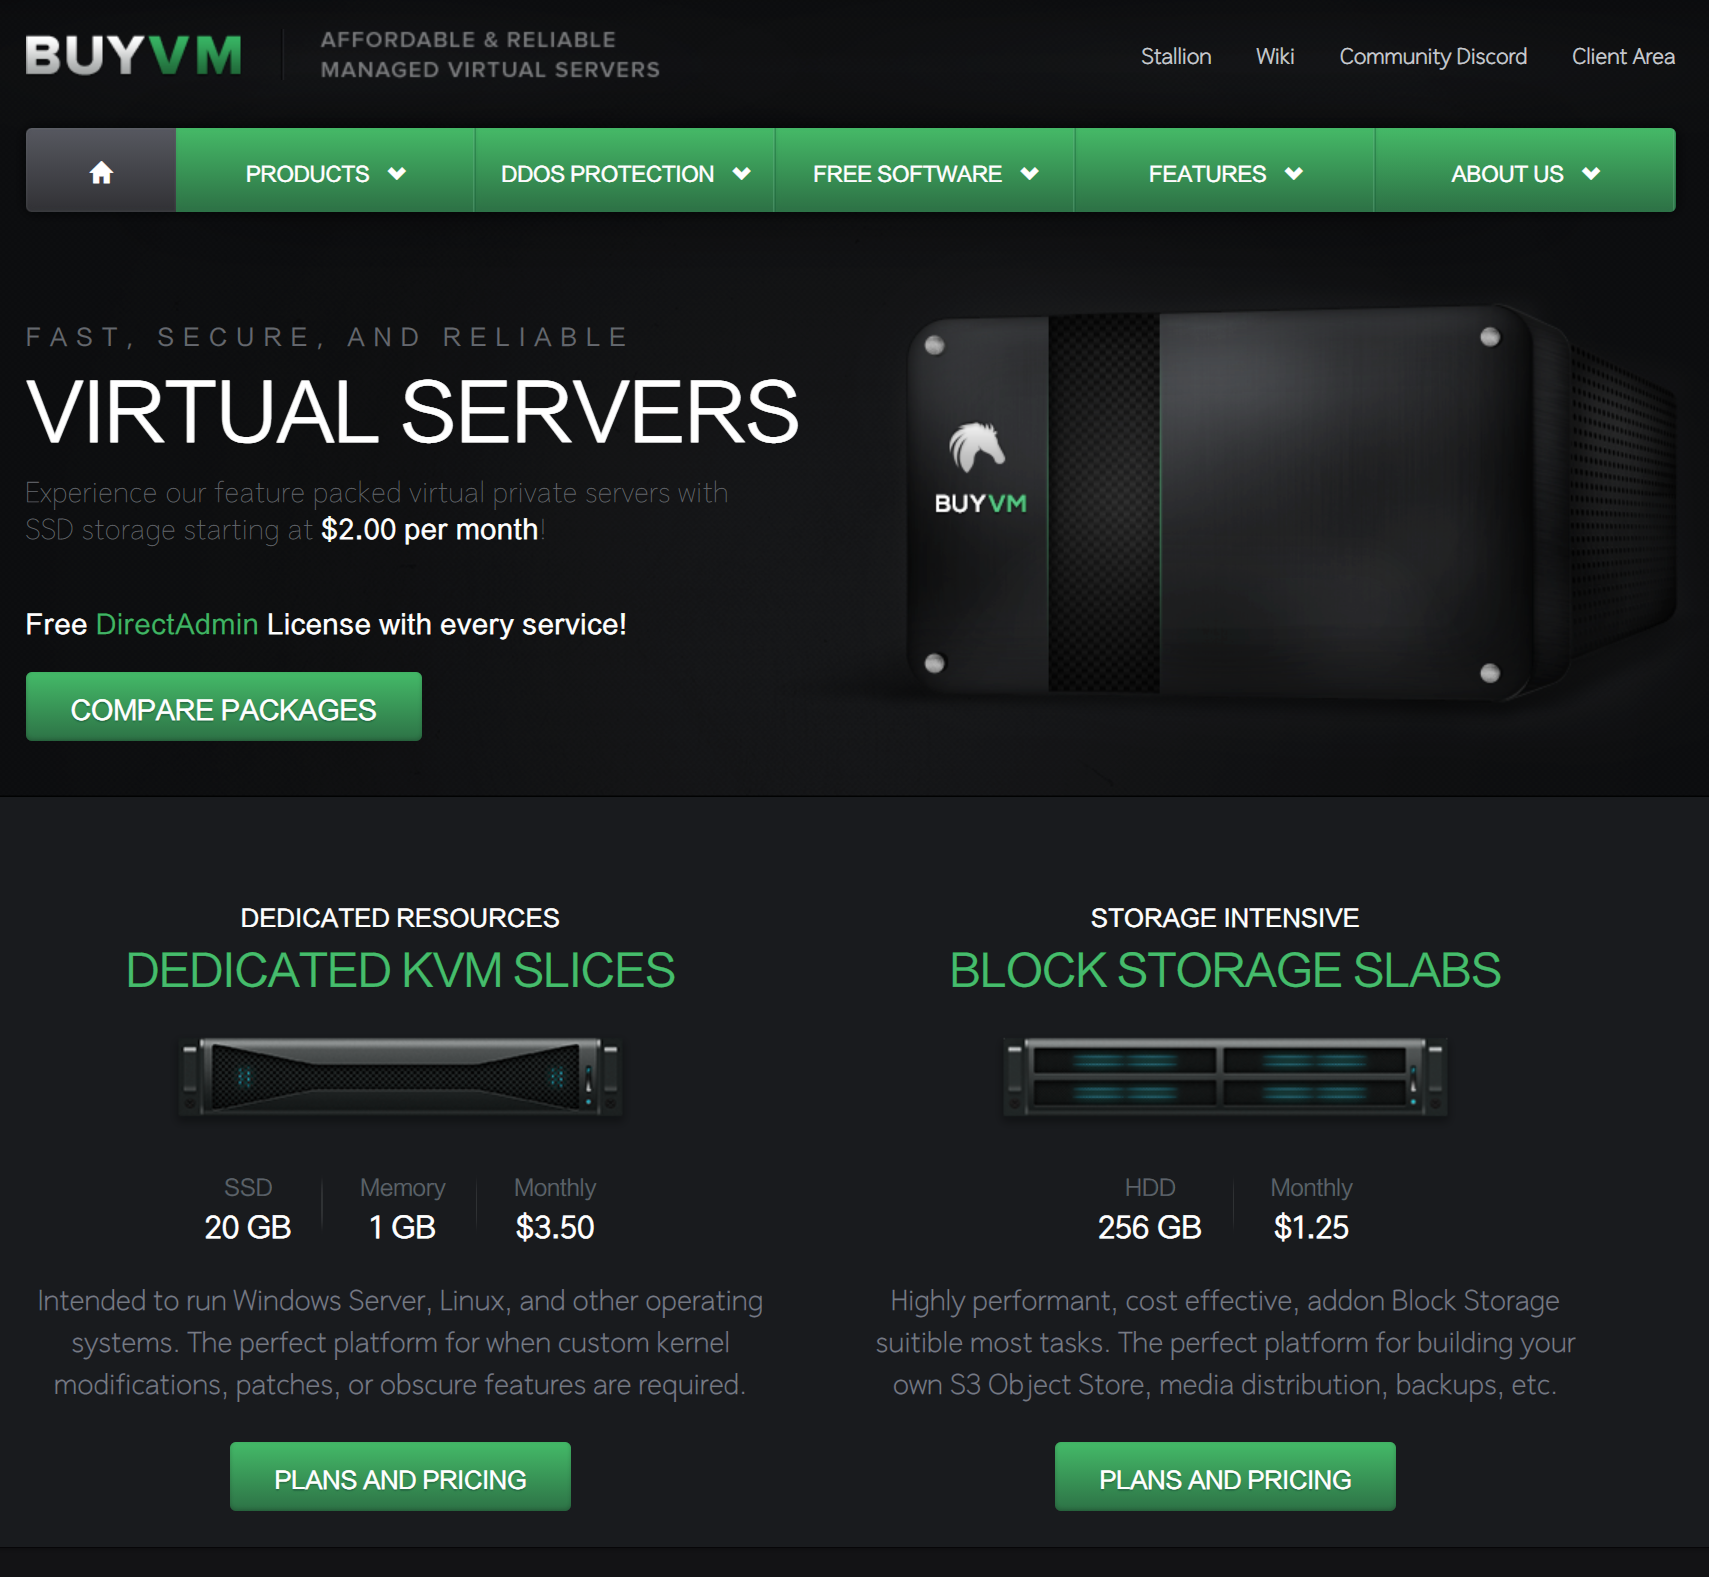 BUYVM
AFFORDABLE & RELIABLE
MANAGED VIRTUAL SERVERS
Stallion Wiki Community Discord Client Area
PRODUCTS DDOS PROTECTION FREE SOFTWARE FEATURES ABOUT US
FAST, SECURE, AND RELIABLE
VIRTUAL SERVERS
Experience our feature packed virtual private servers with
SSD storage starting at $2.00 per month!
Free DirectAdmin License with every service!
COMPARE PACKAGES
BUYVM
DEDICATED RESOURCES
DEDICATED KVM SLICES
SSD Memory Monthly
20 GB 1 GB $3.50
Intended to run Windows Server, Linux, and other operating
systems. The perfect platform for when custom kernel
modifications, patches, or obscure features are required.
PLANS AND PRICING
STORAGE INTENSIVE
BLOCK STORAGE SLABS
HDD Monthly
256 GB $1.25
Highly performant, cost effective, addon Block Storage
suitible most tasks. The perfect platform for building your
own S3 Object Store, media distribution, backups, etc.
PLANS AND PRICING